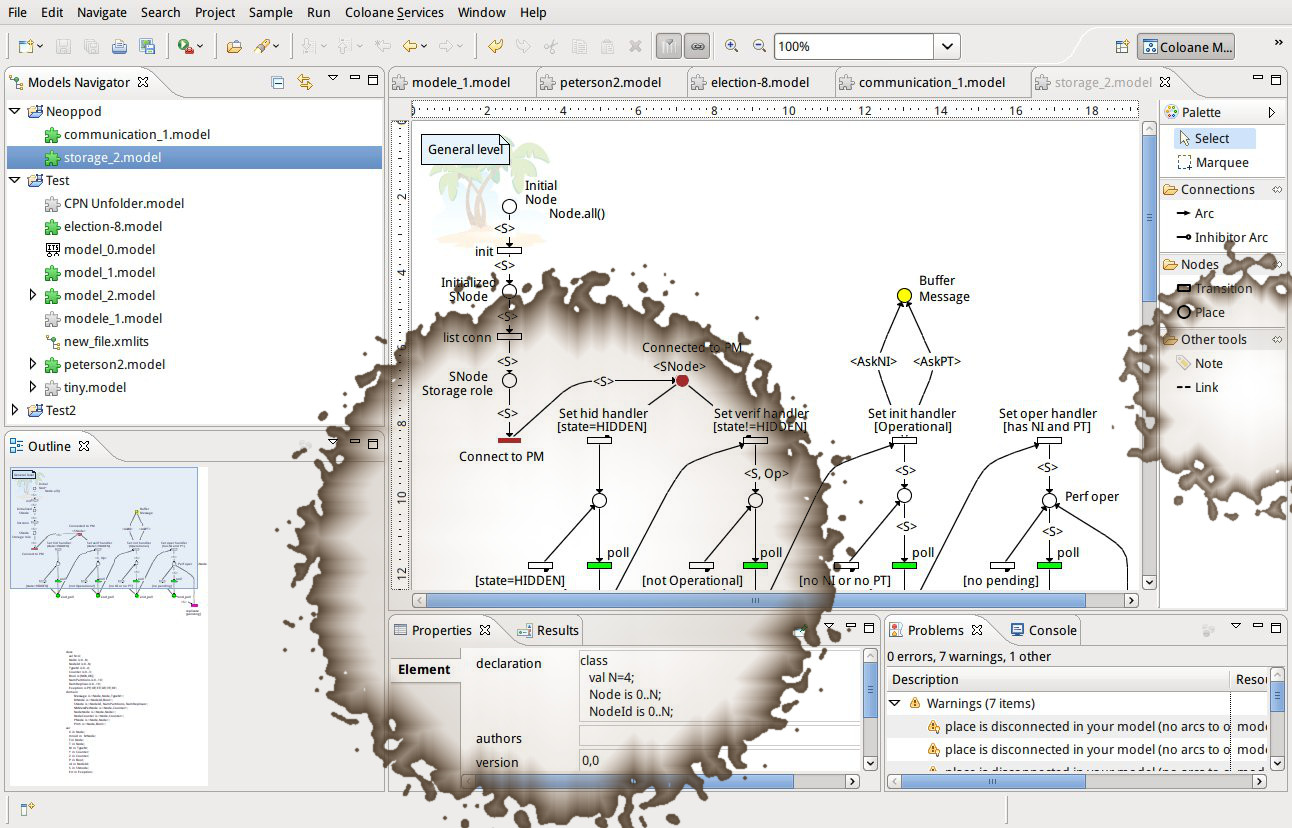 File Edit Navigate Search Project Sample Run Coloane Services Window Help
100%
Coloane M...
»
Models Navigator
Neoppod
communication_1.model
storage_2.model
Test
CPN Unfolder.model
election-8.model
model_0.model
model_1.model
model_2.model
modele_1.model
new_file.xmlits
peterson2.model
tiny.model
Test2
Outline
modele_1.model peterson2.model election-8.model communication_1.model storage_2.model
0 2 4 6 8 10 12 14 16 18
2
4
8
10
12
General level
Initial
Node
Node.all()
<S>
init
<S>
Initialized
SNode
<S>
list conn
<S>
SNode
Storage role
<S>
Connect to PM
<S>
Connected to PM
<SNode>
Set hid handler
[state=HIDDEN]
Set verif handler
[state!=HIDDEN]
<S, Op>
Buffer
Message
<AskNI> <AskPT>
Set init handler
[Operational]
<S>
<S>
Set oper handler
[has NI and PT]
<S>
Perf oper
<S>
poll poll poll poll
[state=HIDDEN] [not Operational] [no NI or no PT] [no pending]
Palette
Select
Marquee
Connections
Arc
Inhibitor Arc
Nodes
Transition
Place
Other tools
Note
Link
Properties Results
Element
declaration
class
val N=4;
Node is 0..N;
NodeId is 0..N;
authors
version
0,0
Problems Console
0 errors, 7 warnings, 1 other
Description Resou
Warnings (7 items)
place is disconnected in your model (no arcs to o mode
place is disconnected in your model (no arcs to o mode